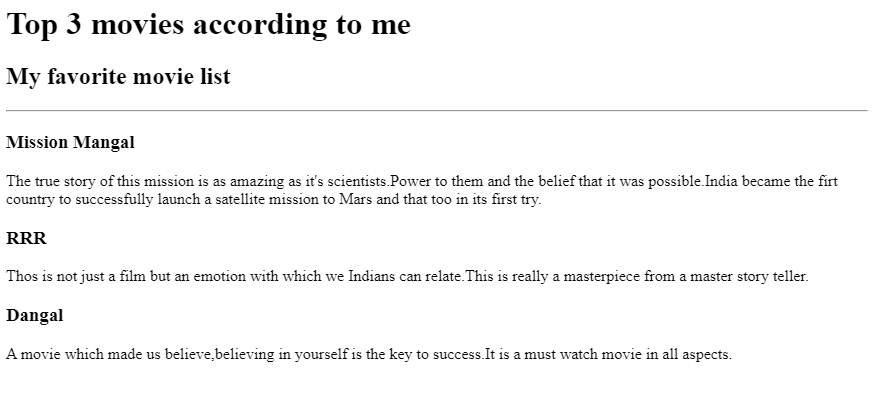 Top 3 movies according to me
My favorite movie list
Mission Mangal
The true story of this mission is as amazing as it's scientists.Power to them and the belief that it was possible.India became the firt
country to successfully launch a satellite mission to Mars and that too in its first try.
RRR
Thos is not just a film but an emotion with which we Indians can relate.This is really a masterpiece from a master story teller.
Dangal
A movie which made us believe,believing in yourself is the key to success.It is a must watch movie in all aspects.